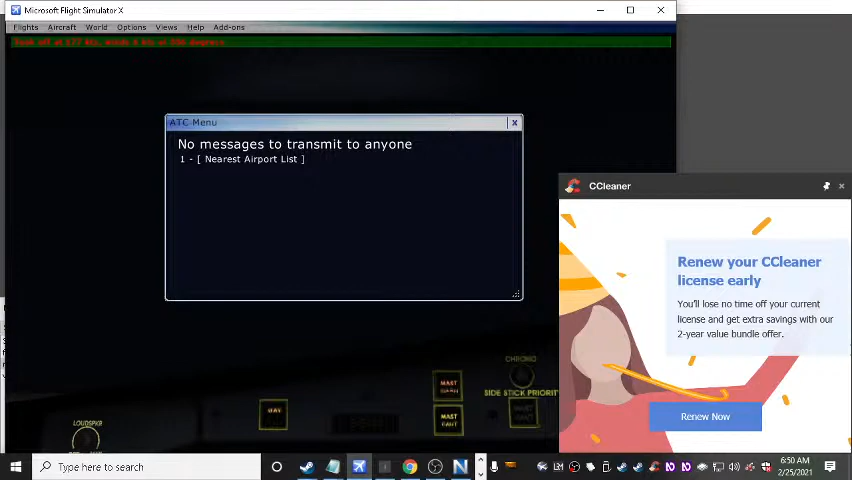 Microsoft Flight Simulator X
Flights Aircraft World Options Views Help Add-ons
ATC Menu
No messages to transmit to anyone
1 - [ Nearest Airport List ]
CCleaner
Renew your CCleaner
license early
You'll lose no time off your current
license and get extra savings with our
2-year value bundle offer.
Renew Now
CHRONO
MAST
SIDE STICK PRIORITY
MAST
LOUDSPKR
Type here to search
6:50 AM
2/25/2021